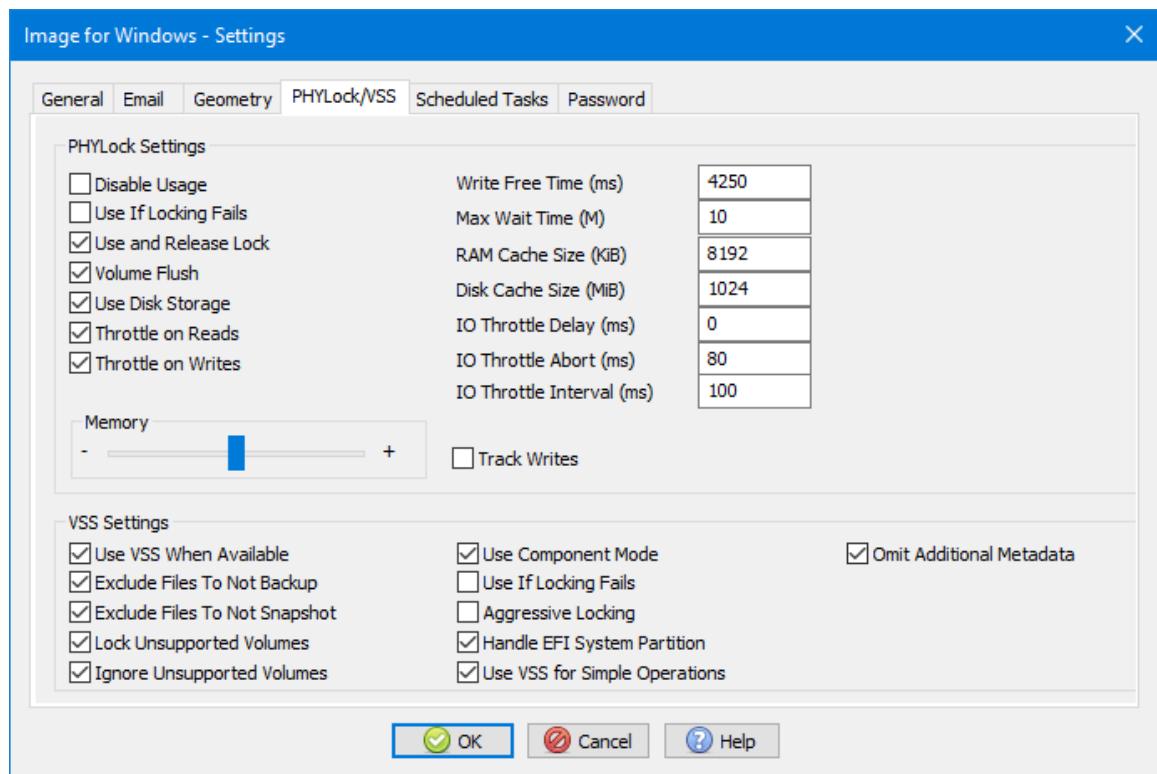 Image for Windows - Settings
General Email Geometry PHYLock/VSS Scheduled Tasks Password
PHYLock Settings
Disable Usage
Use If Locking Fails
Use and Release Lock
Volume Flush
Use Disk Storage
Throttle on Reads
Throttle on Writes
Write Free Time (ms) 4250
Max Wait Time (M) 10
RAM Cache Size (KiB) 8192
Disk Cache Size (MiB) 1024
IO Throttle Delay (ms) 0
IO Throttle Abort (ms) 80
IO Throttle Interval (ms) 100
Memory
- +
Track Writes
VSS Settings
Use VSS When Available
Exclude Files To Not Backup
Exclude Files To Not Snapshot
Lock Unsupported Volumes
Ignore Unsupported Volumes
Use Component Mode
Use If Locking Fails
Aggressive Locking
Handle EFI System Partition
Use VSS for Simple Operations
Omit Additional Metadata
OK Cancel Help